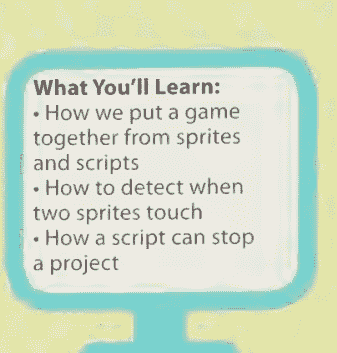 What You'll Learn:
• How we put a game
together from sprites
and scripts
• How to detect when
two sprites touch
• How a script can stop
a project